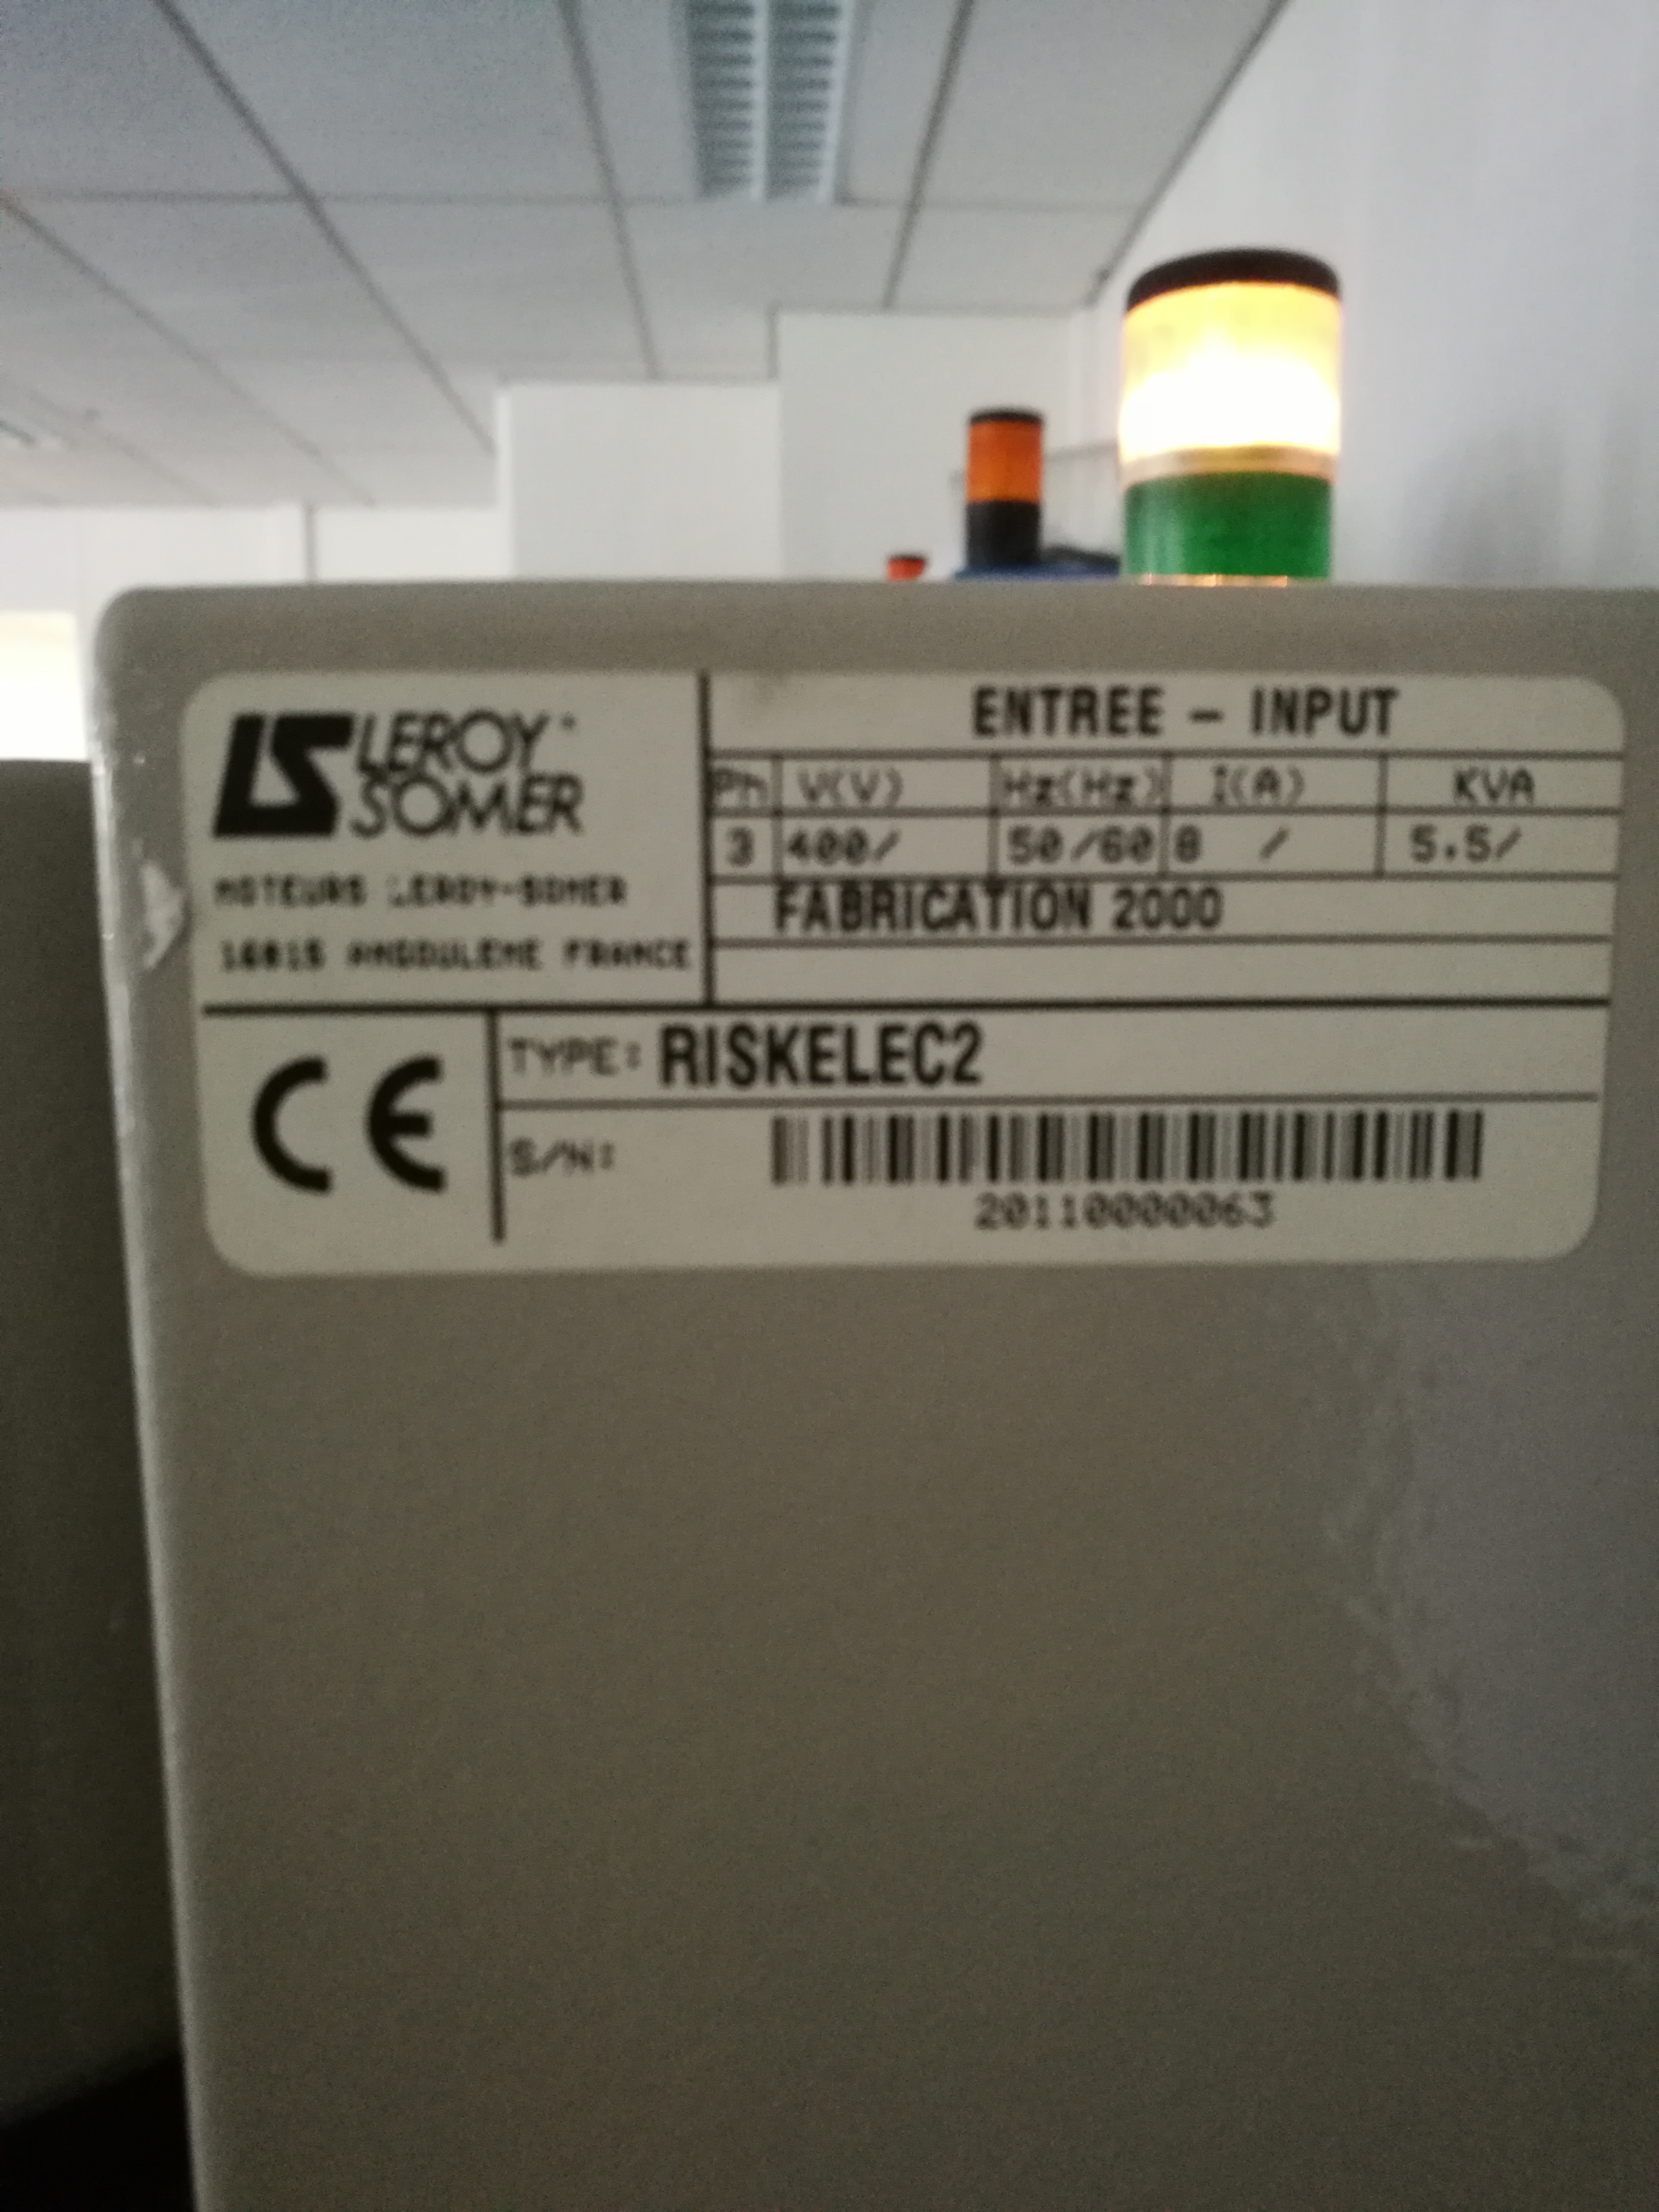 LEROY
SOMER
MOTEURS LEROY-SOMER
16015 ANGOULEME FRANCE
ENTREE - INPUT
Ph V(V) Hz(Hz) I(A) KVA
3 400/ 50/60 8 / 5.5/
FABRICATION 2000
CE
TYPE: RISKELEC2
S/N:
20110000063